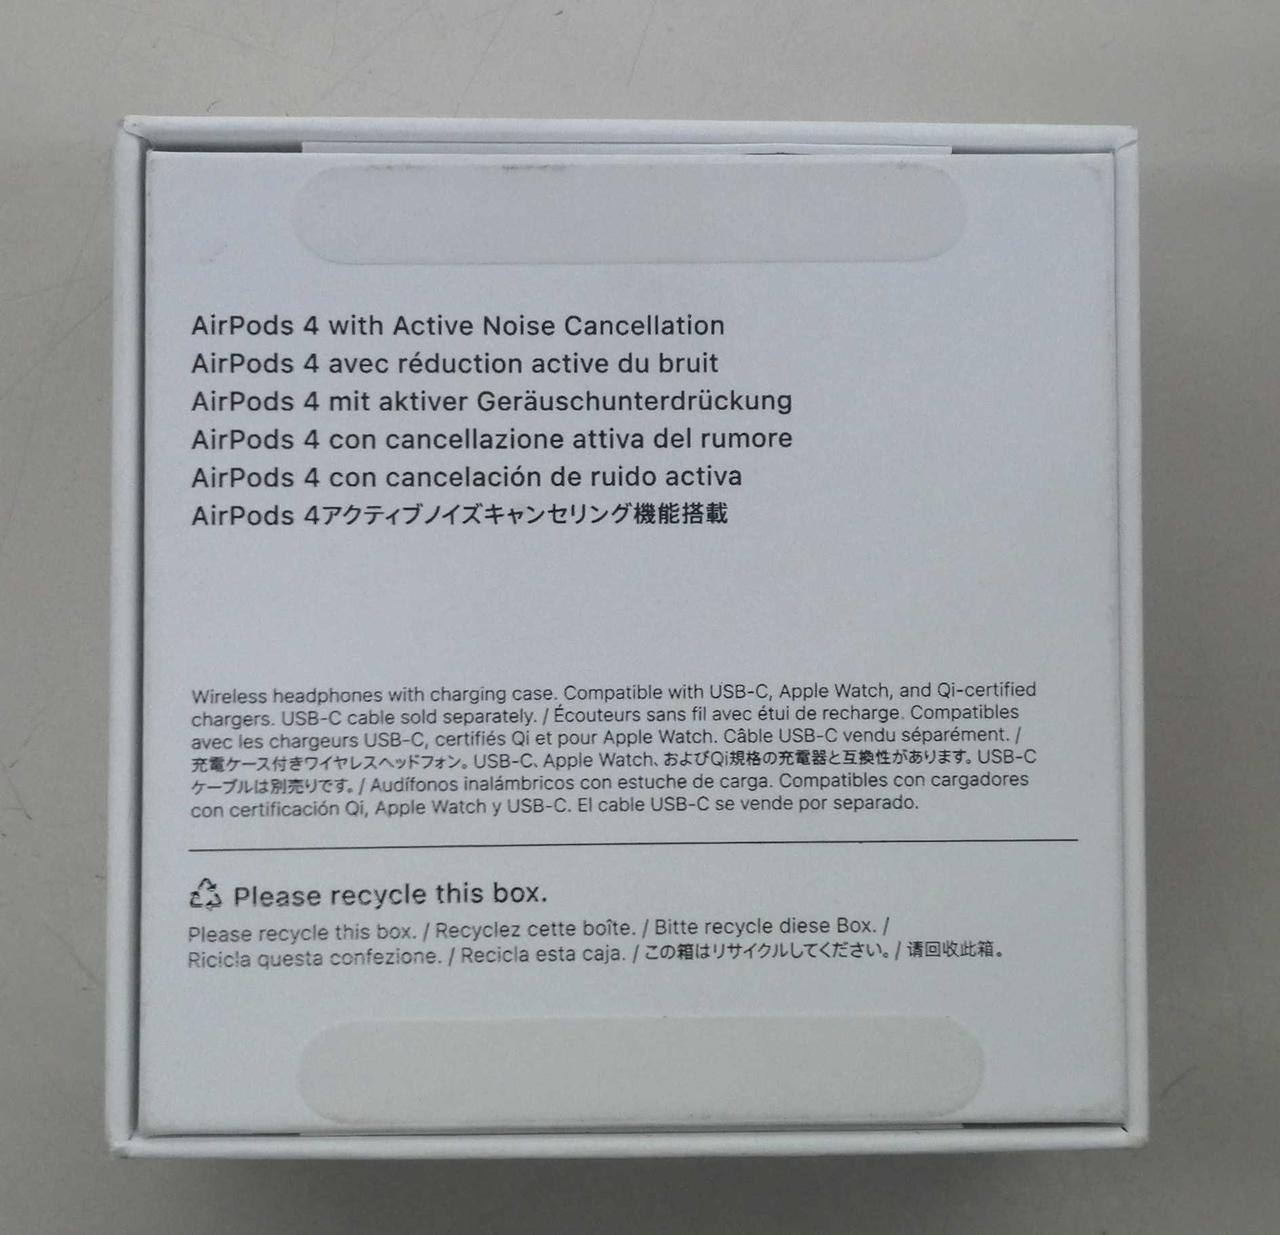 AirPods 4 with Active Noise Cancellation
AirPods 4 avec réduction active du bruit
AirPods 4 mit aktiver Geräuschunterdrückung
AirPods 4 con cancellazione attiva del rumore
AirPods 4 con cancelación de ruido activa
AirPods 4アクティブノイズキャンセリング機能搭載
Wireless headphones with charging case. Compatible with USB-C, Apple Watch, and Qi-certified
chargers. USB-C cable sold separately. / Écouteurs sans fil avec étui de recharge. Compatibles
avec les chargeurs USB-C, certifiés Qi et pour Apple Watch. Câble USB-C vendu séparément. /
充電ケース付きワイヤレスヘッドフォン。USB-C、Apple Watch、およびQi規格の充電器と互換性があります。USB-C
ケーブルは別売りです。/ Audífonos inalámbricos con estuche de carga. Compatibles con cargadores
con certificación Qi, Apple Watch y USB-C. El cable USB-C se vende por separado.
Please recycle this box.
Please recycle this box. / Recyclez cette boîte. / Bitte recycle diese Box. /
Ricicla questa confezione. / Recicla esta caja. / この箱はリサイクルしてください。/ 请回收此箱。